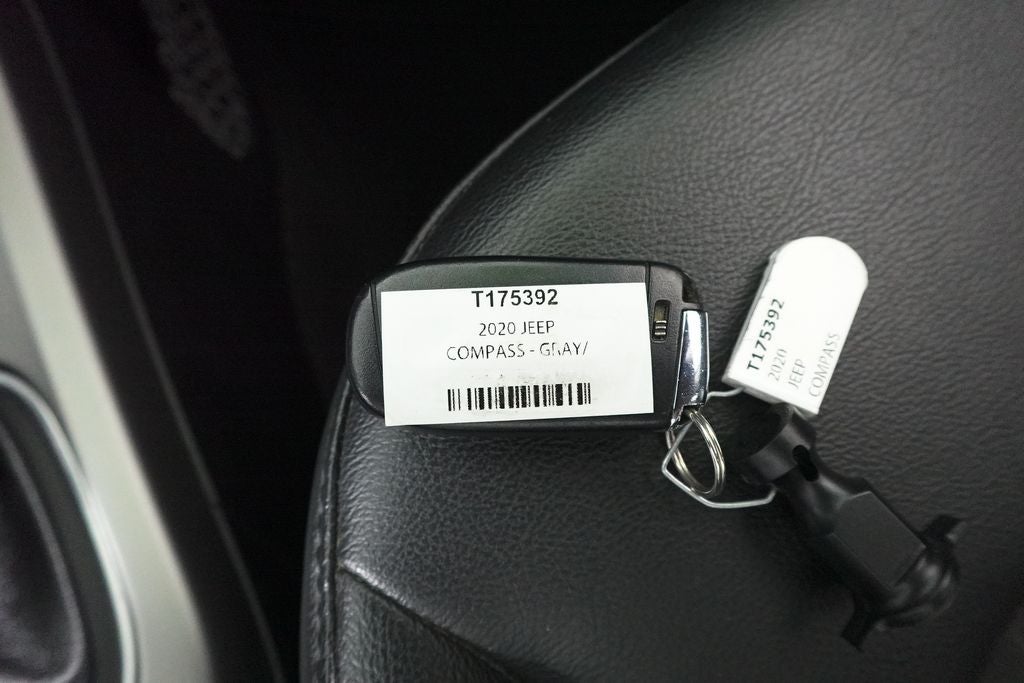 T175392
2020 JEEP
COMPASS - GRAY/
T175392
2020
JEEP
COMPASS